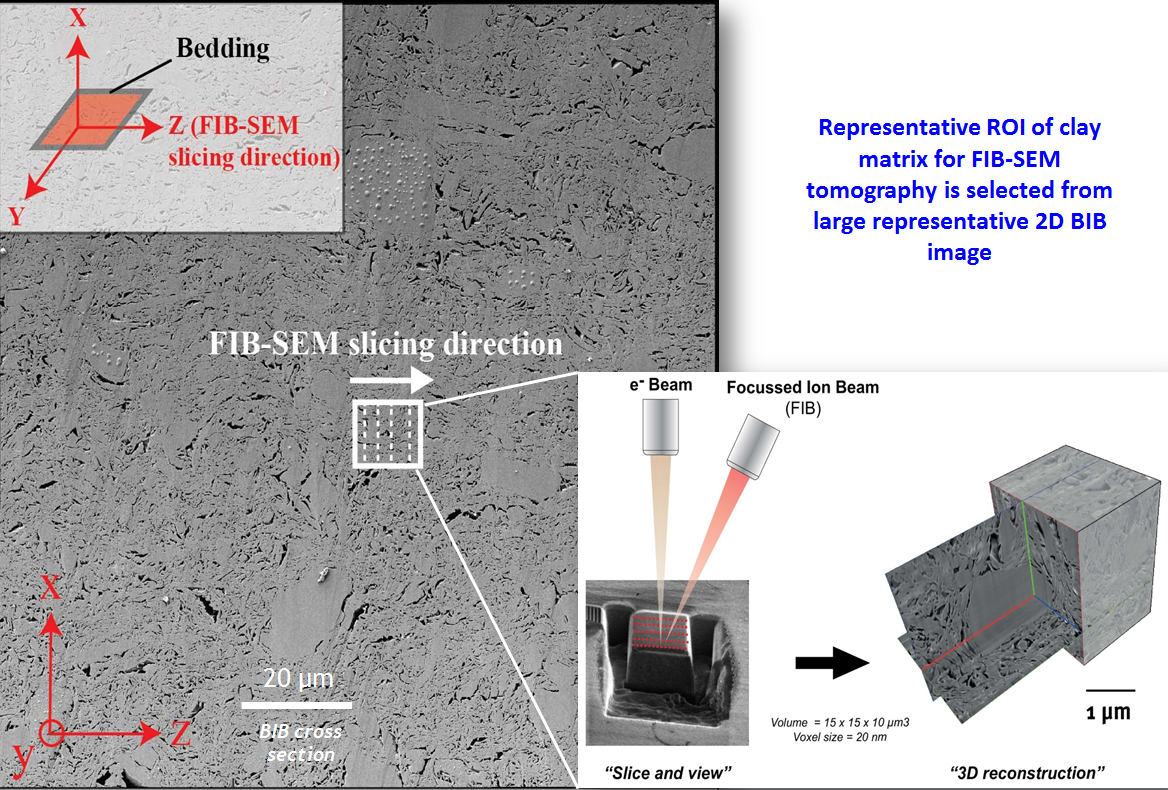 X
Bedding
Z (FIB-SEM
slicing direction)
Y
Representative ROI of clay
matrix for FIB-SEM
tomography is selected from
large representative 2D BIB
image
FIB-SEM slicing direction
e- Beam
Focussed Ion Beam
(FIB)
X
Z
y
20 µm
BIB cross
section
Volume = 15 x 15 x 10 µm3
Voxel size = 20 nm
1 µm
“Slice and view”
“3D reconstruction”